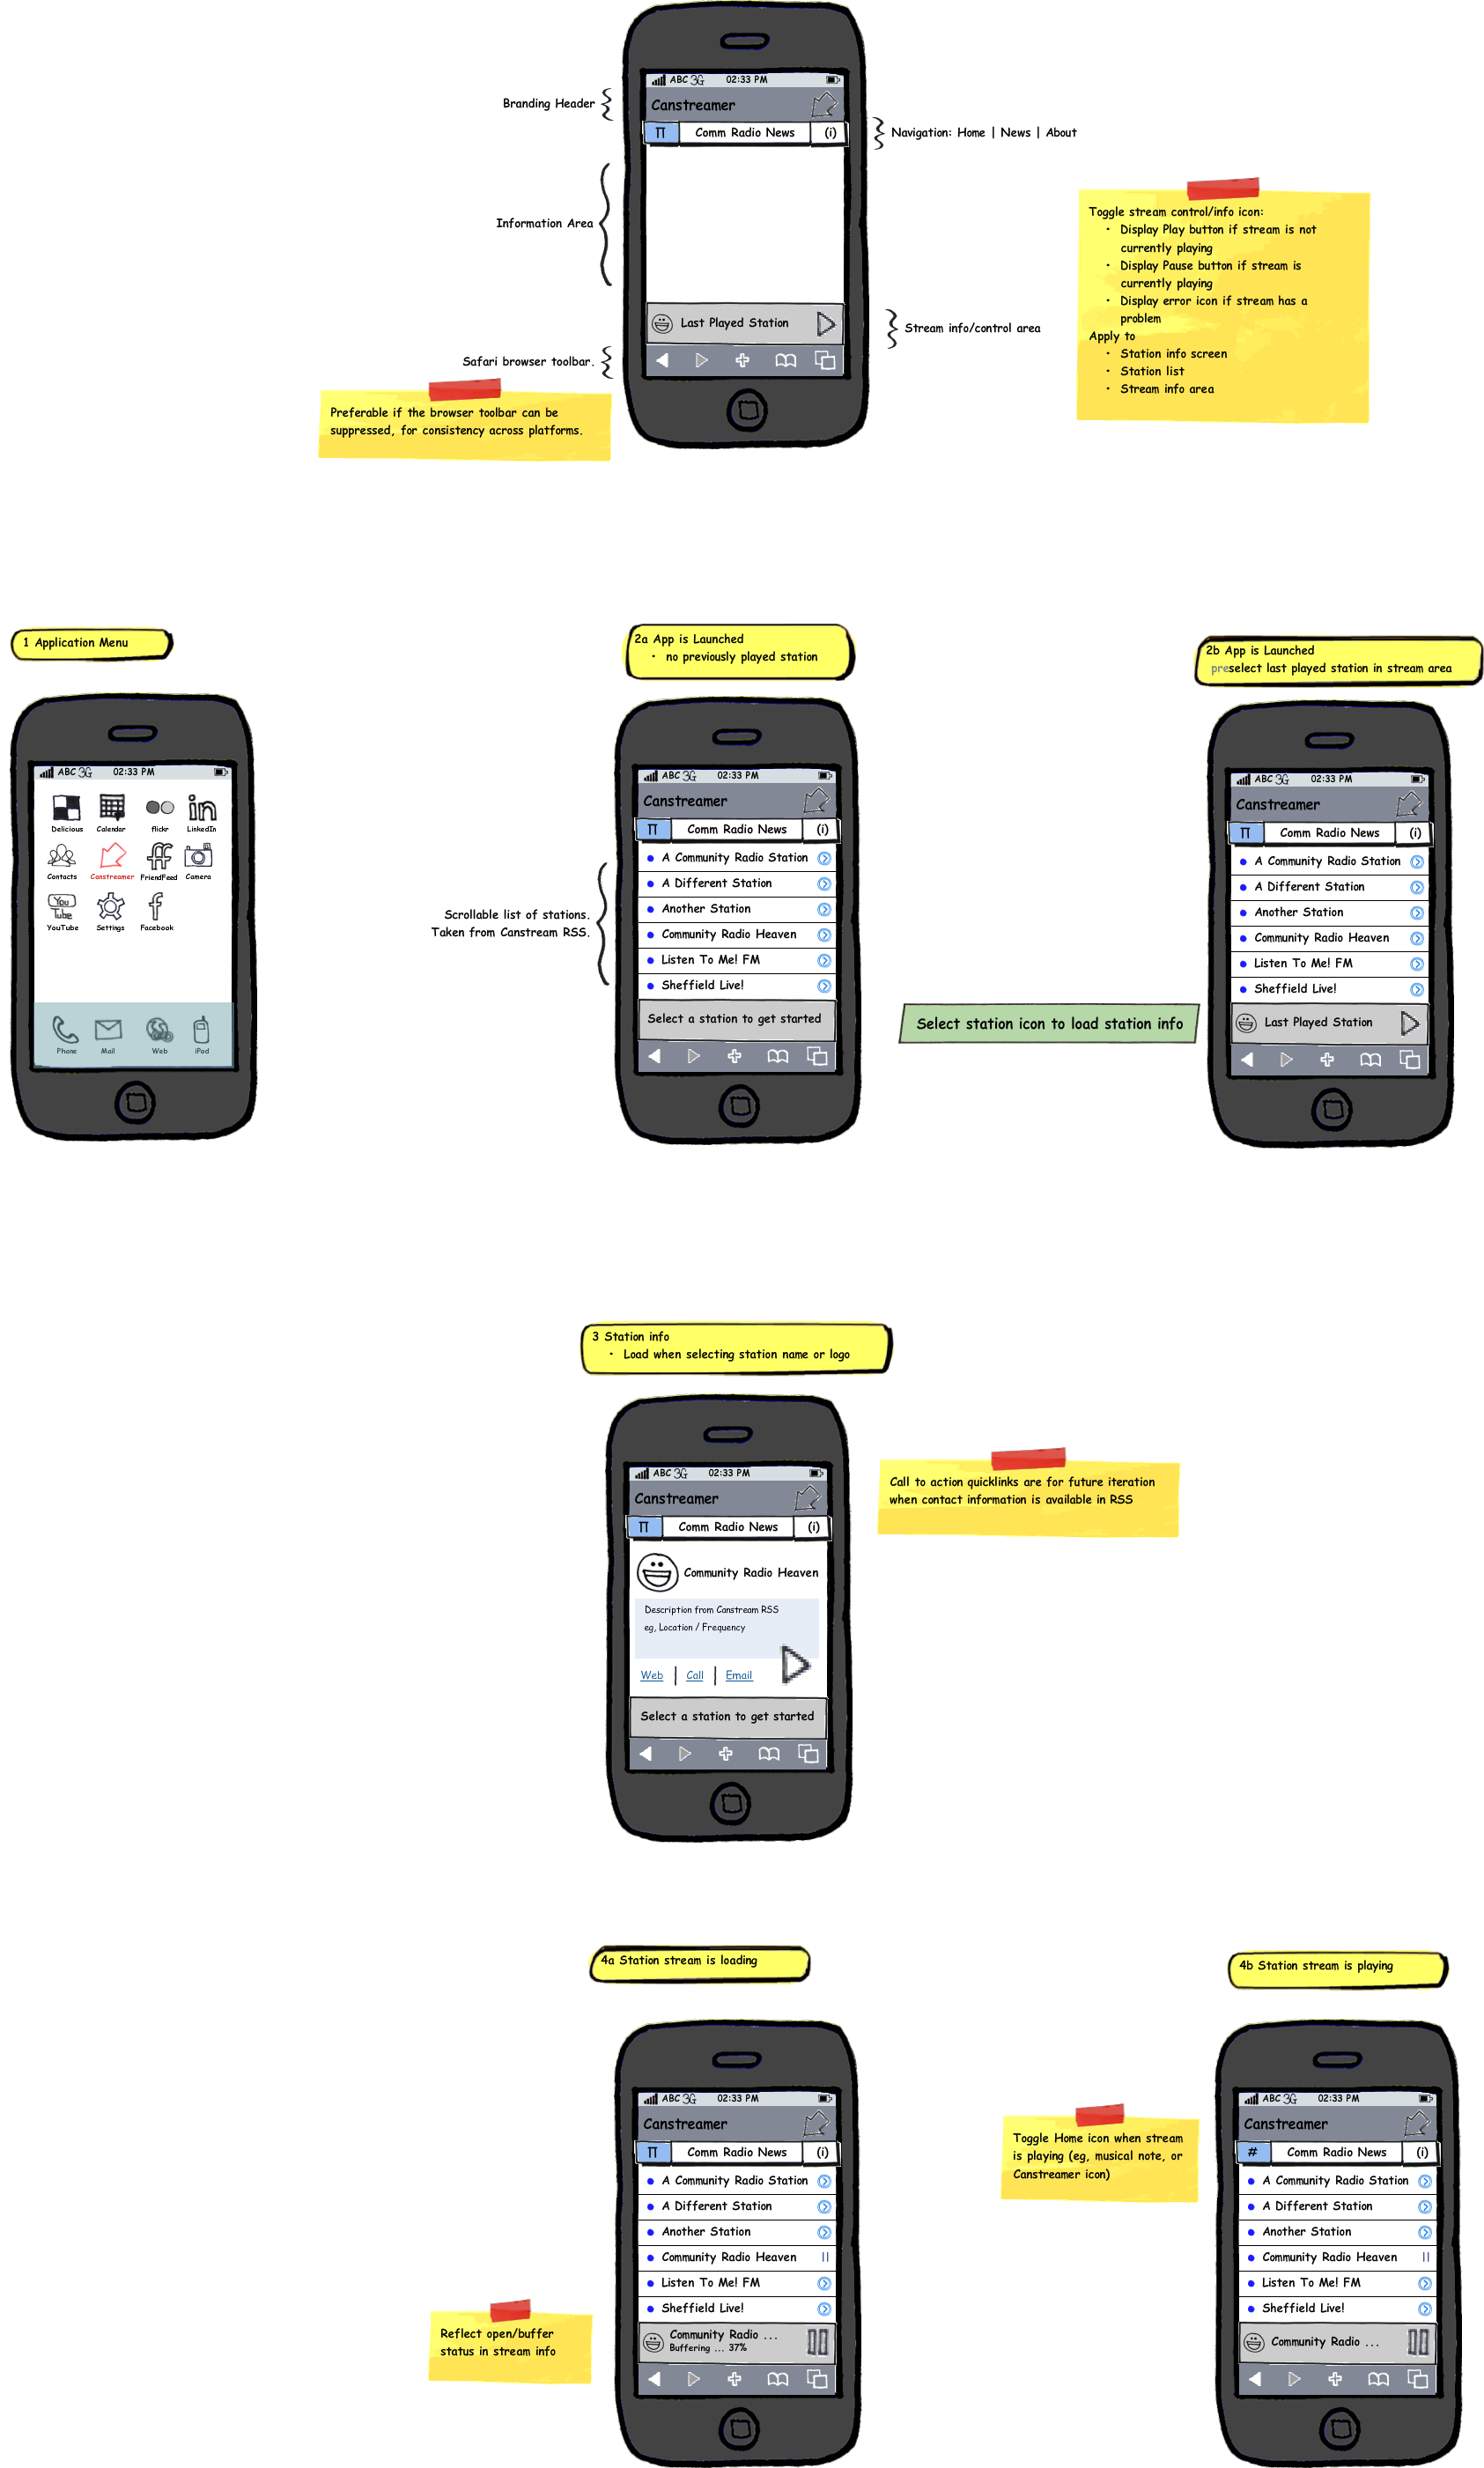 ABC 3G 02:33 PM
Branding Header
Canstreamer
Π Comm Radio News (i)
Navigation: Home | News | About
Information Area
Toggle stream control/info icon:
• Display Play button if stream is not
currently playing
• Display Pause button if stream is
currently playing
• Display error icon if stream has a
problem
Apply to
• Station info screen
• Station list
• Stream info area
Last Played Station
Stream info/control area
Safari browser toolbar.
Preferable if the browser toolbar can be
suppressed, for consistency across platforms.
1 Application Menu
ABC 3G 02:33 PM
Delicious Calendar flickr LinkedIn
Contacts Canstreamer FriendFeed Camera
You
Tube
YouTube Settings Facebook
Phone Mail Web iPod
2a App is Launched
• no previously played station
ABC 3G 02:33 PM
Canstreamer
Π Comm Radio News (i)
• A Community Radio Station
• A Different Station
• Another Station
• Community Radio Heaven
• Listen To Me! FM
• Sheffield Live!
Select a station to get started
Scrollable list of stations.
Taken from Canstream RSS.
Select station icon to load station info
2b App is Launched
preselect last played station in stream area
ABC 3G 02:33 PM
Canstreamer
Π Comm Radio News (i)
• A Community Radio Station
• A Different Station
• Another Station
• Community Radio Heaven
• Listen To Me! FM
• Sheffield Live!
Last Played Station
3 Station info
• Load when selecting station name or logo
ABC 3G 02:33 PM
Canstreamer
Π Comm Radio News (i)
Community Radio Heaven
Description from Canstream RSS
eg, Location / Frequency
Web | Call | Email
Select a station to get started
Call to action quicklinks are for future iteration
when contact information is available in RSS
4a Station stream is loading
ABC 3G 02:33 PM
Canstreamer
Π Comm Radio News (i)
• A Community Radio Station
• A Different Station
• Another Station
• Community Radio Heaven
• Listen To Me! FM
• Sheffield Live!
Community Radio ...
Buffering ... 37%
Reflect open/buffer
status in stream info
4b Station stream is playing
Toggle Home icon when stream
is playing (eg, musical note, or
Canstreamer icon)
ABC 3G 02:33 PM
Canstreamer
# Comm Radio News (i)
• A Community Radio Station
• A Different Station
• Another Station
• Community Radio Heaven
• Listen To Me! FM
• Sheffield Live!
Community Radio ...